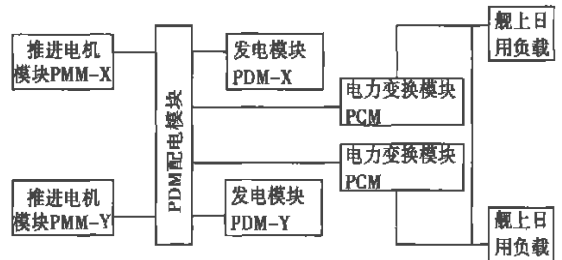 推进电机
模块PMM-X
发电模块
PDM-X
舰上日
用负载
电力变换模块
PCM
PDM配电模块
电力变换模块
PCM
推进电机
模块PMM-Y
发电模块
PDM-Y
舰上日
用负载